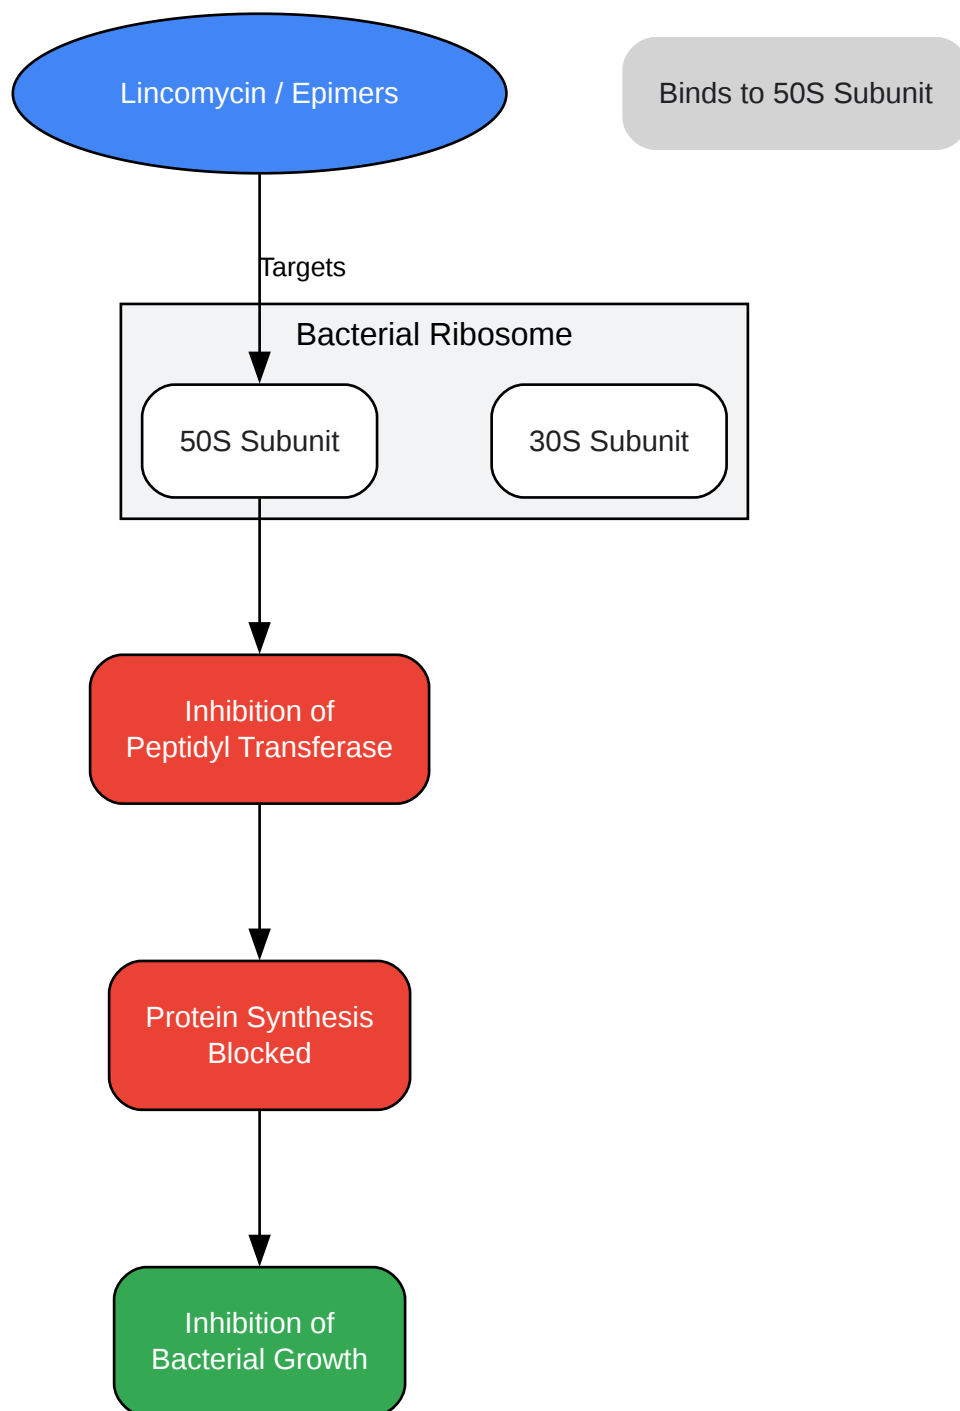 Lincomycin / Epimers
Binds to 50S Subunit
Targets
Bacterial Ribosome
50S Subunit
30S Subunit
Inhibition of
Peptidyl Transferase
Protein Synthesis
Blocked
Inhibition of
Bacterial Growth